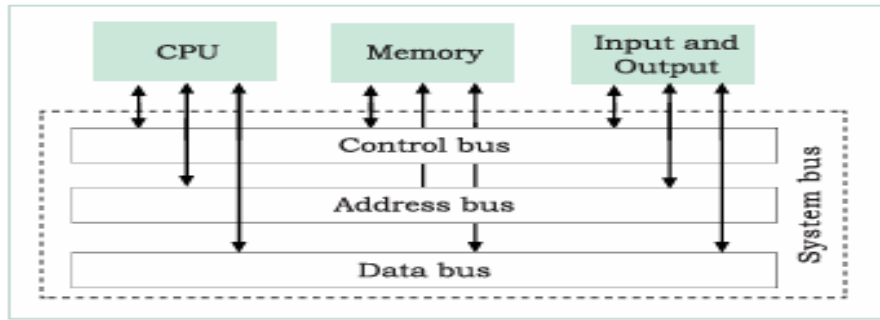 CPU
Memory
Input and
Output
Control bus
Address bus
Data bus
System bus